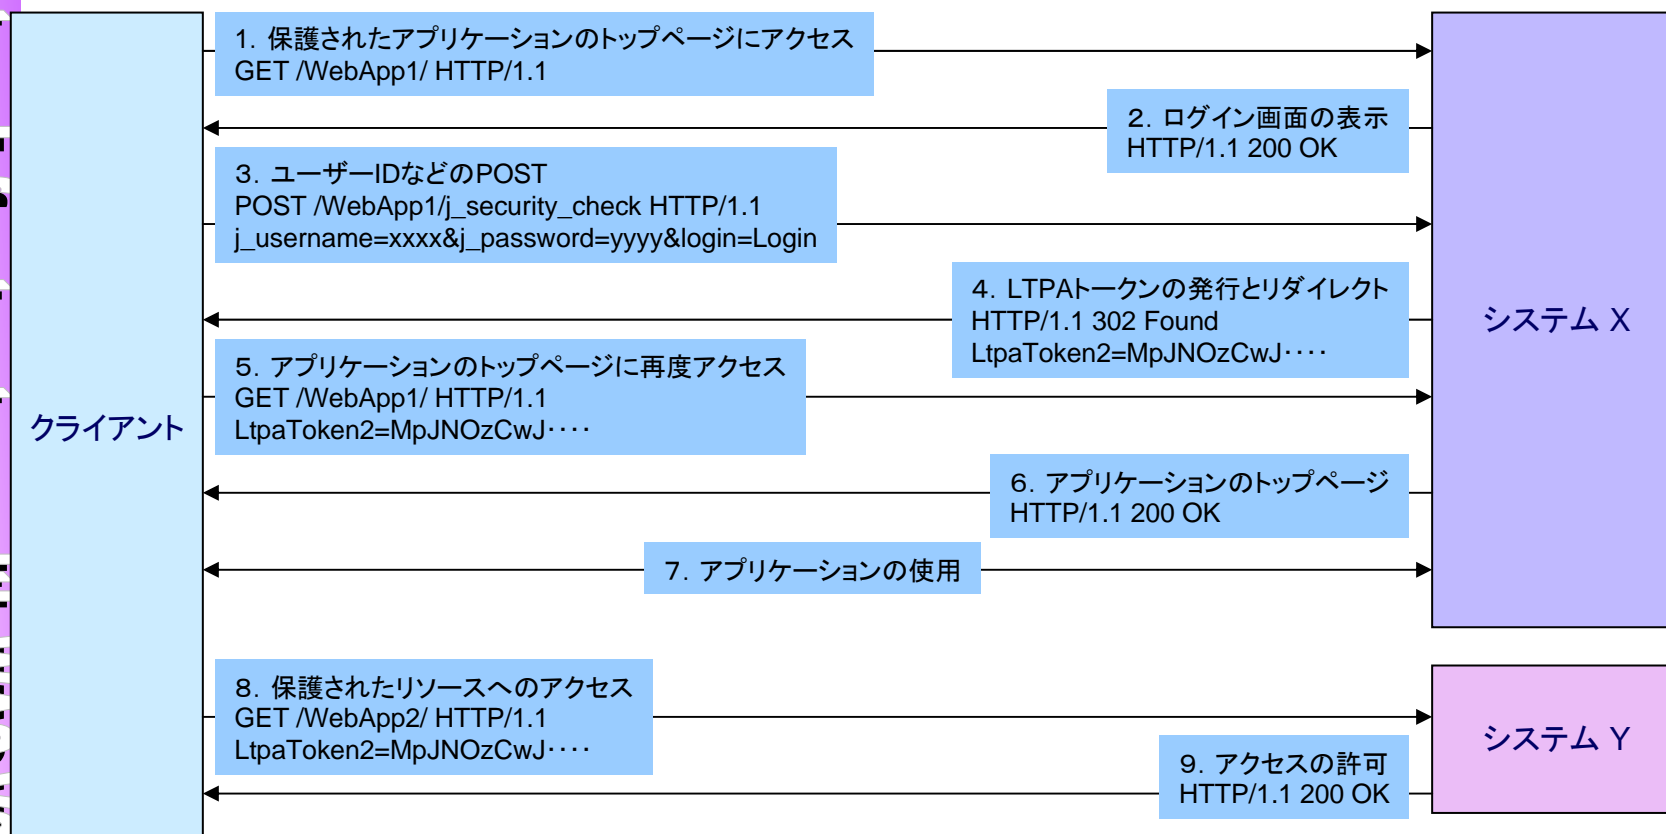 1. 保護されたアプリケーションのトップページにアクセス
GET /WebApp1/ HTTP/1.1
2. ログイン画面の表示
HTTP/1.1 200 OK
3. ユーザーIDなどのPOST
POST /WebApp1/j_security_check HTTP/1.1
j_username=xxxx&j_password=yyyy&login=Login
4. LTPAトークンの発行とリダイレクト
HTTP/1.1 302 Found
LtpaToken2=MpJNOzCwJ････
システム X
5. アプリケーションのトップページに再度アクセス
GET /WebApp1/ HTTP/1.1
LtpaToken2=MpJNOzCwJ････
クライアント
6. アプリケーションのトップページ
HTTP/1.1 200 OK
7. アプリケーションの使用
8. 保護されたリソースへのアクセス
GET /WebApp2/ HTTP/1.1
LtpaToken2=MpJNOzCwJ････
システム Y
9. アクセスの許可
HTTP/1.1 200 OK